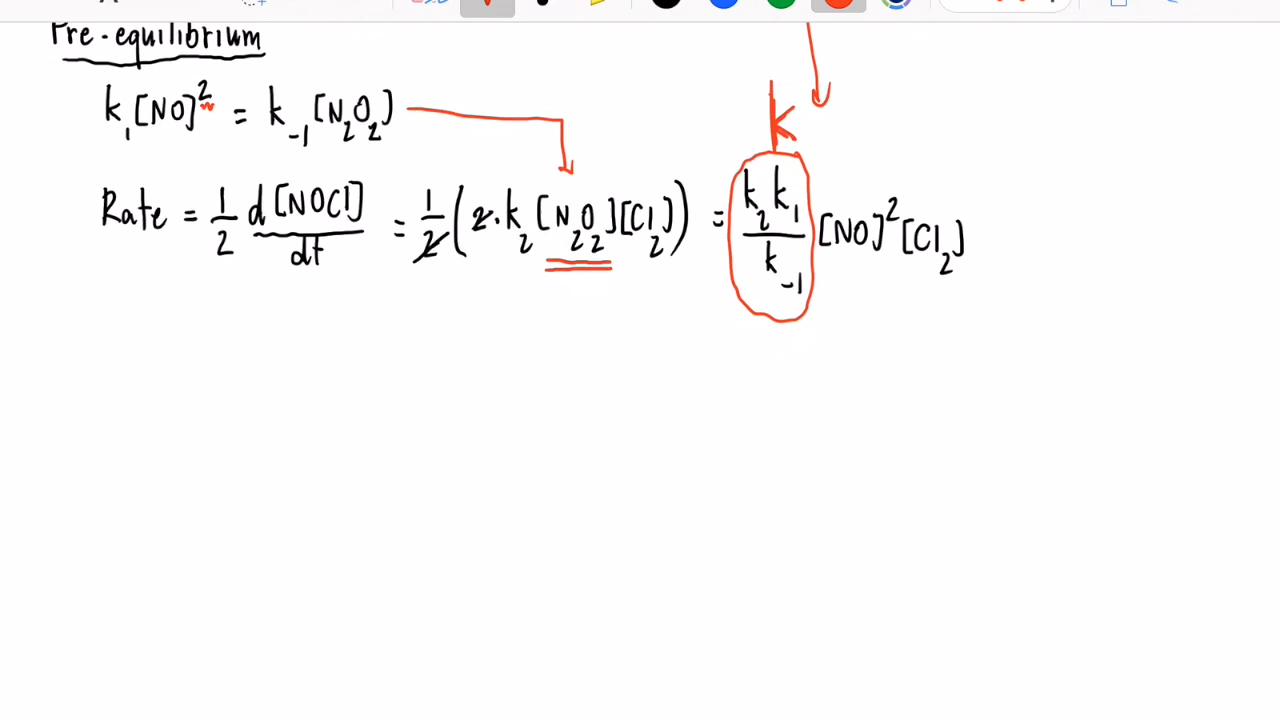 Pre-equilibrium
k₁[NO]² = k₋₁[N₂O₂]
k
Rate = 1/2 d[NOCl]/dt = 1/2 (2·k₂[N₂O₂][Cl₂]) = k₂k₁/k₋₁ [NO]²[Cl₂]